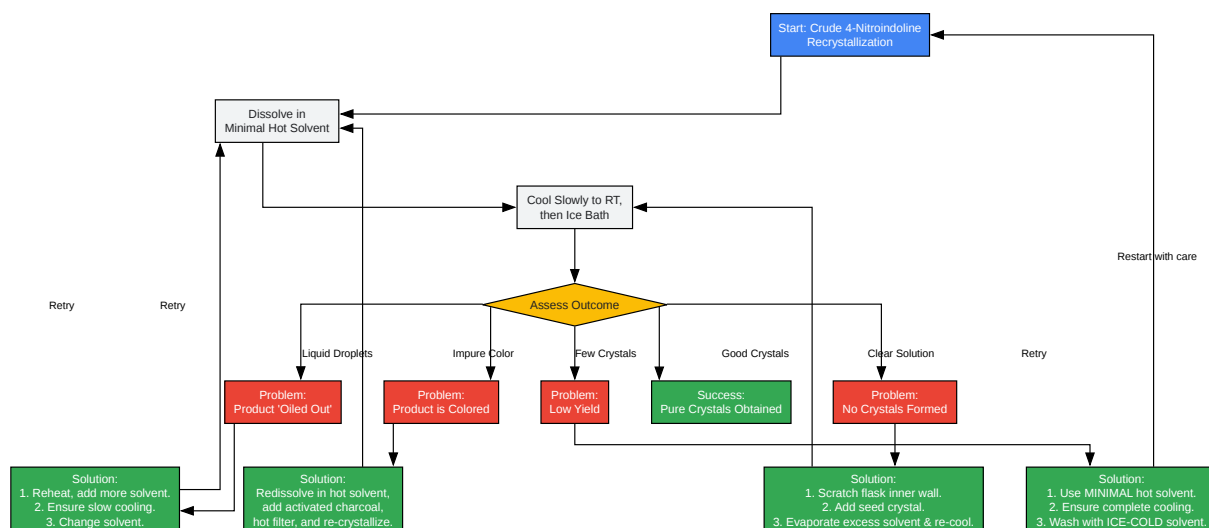 Start: Crude 4-Nitroindoline
Recrystallization
Dissolve in
Minimal Hot Solvent
Cool Slowly to RT,
then Ice Bath
Restart with care
Assess Outcome
Retry
Retry
Liquid Droplets
Impure Color
Few Crystals
Good Crystals
Clear Solution
Retry
Problem:
Product 'Oiled Out'
Problem:
Product is Colored
Problem:
Low Yield
Success:
Pure Crystals Obtained
Problem:
No Crystals Formed
Solution:
1. Reheat, add more solvent.
2. Ensure slow cooling.
3. Change solvent.
Solution:
Redissolve in hot solvent,
add activated charcoal,
hot filter, and re-crystallize.
Solution:
1. Scratch flask inner wall.
2. Add seed crystal.
3. Evaporate excess solvent & re-cool.
Solution:
1. Use MINIMAL hot solvent.
2. Ensure complete cooling.
3. Wash with ICE-COLD solvent.